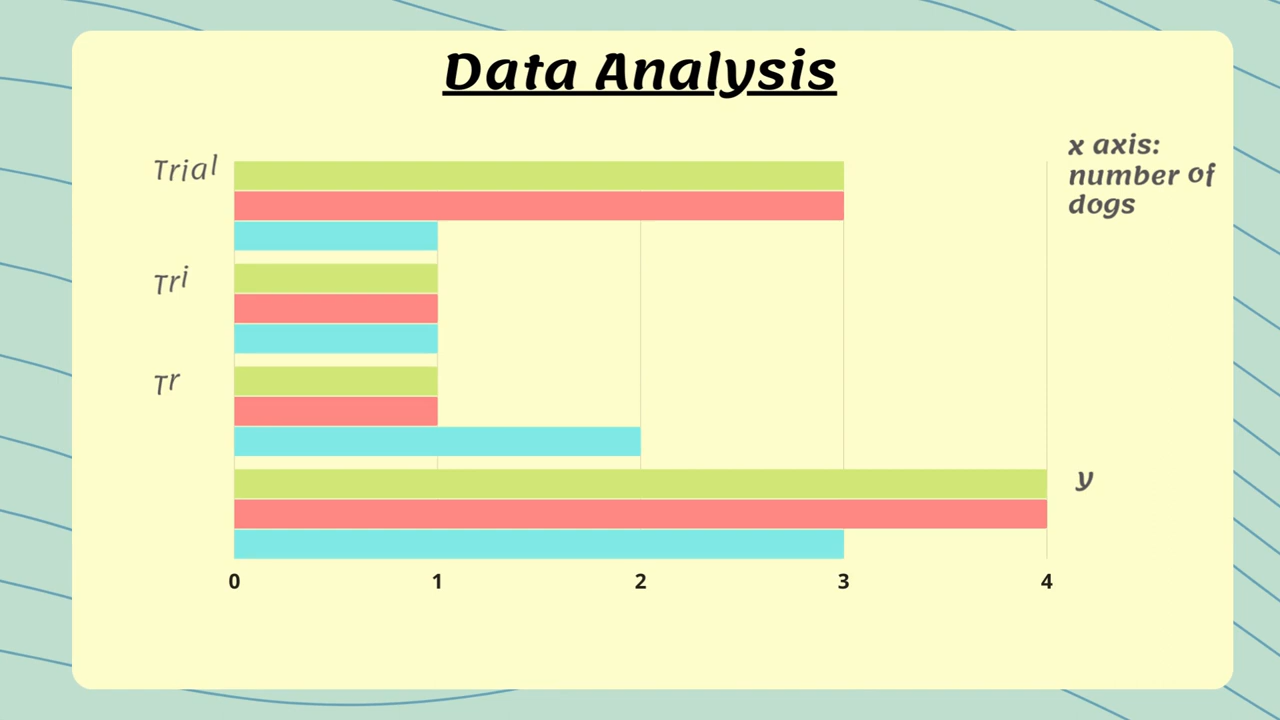 Data Analysis
Trial
x axis:
number of
dogs
Tri
Tr
y
0 1 2 3 4